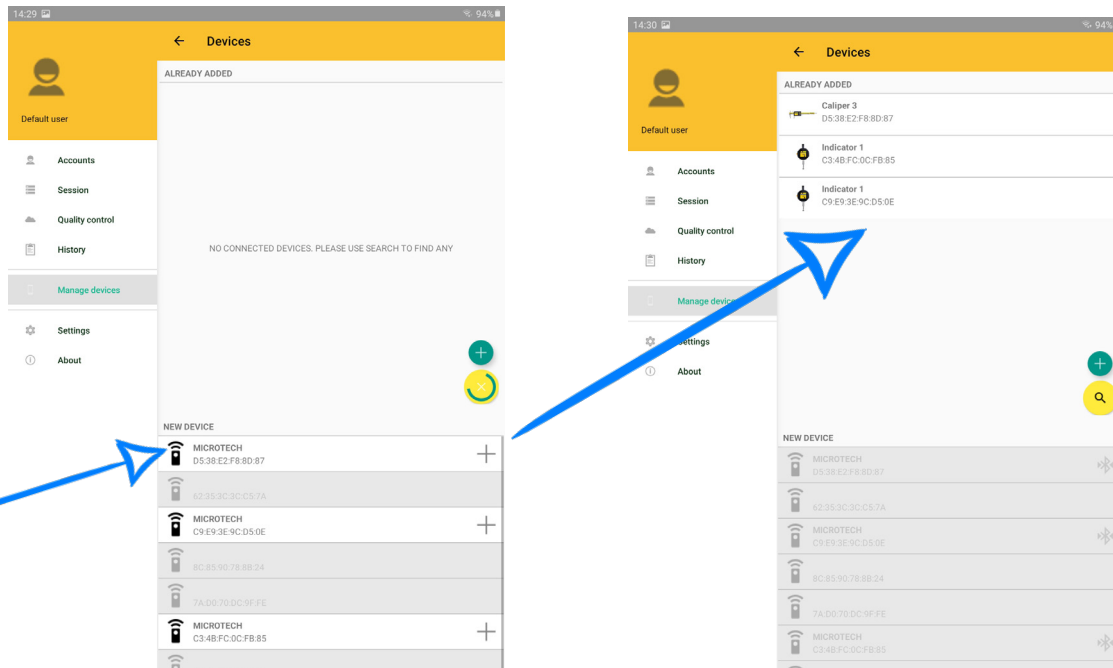 14:29
94%
Devices
ALREADY ADDED
Default user
Accounts
Session
Quality control
History
NO CONNECTED DEVICES. PLEASE USE SEARCH TO FIND ANY
Manage devices
Settings
About
NEW DEVICE
MICROTECH
D5:38:E2:F8:8D:87
62:35:3C:3C:C5:7A
MICROTECH
C9:E9:3E:9C:D5:0E
8C:85:90:78:8B:24
7A:D0:70:DC:9F:FE
MICROTECH
C3:4B:FC:0C:FB:85
14:30
94%
Devices
ALREADY ADDED
Caliper 3
D5:38:E2:F8:8D:87
Default user
Indicator 1
C3:4B:FC:0C:FB:85
Accounts
Indicator 1
C9:E9:3E:9C:D5:0E
Session
Quality control
History
Manage device
Settings
About
NEW DEVICE
MICROTECH
D5:38:E2:F8:8D:87
62:35:3C:3C:C5:7A
MICROTECH
C9:E9:3E:9C:D5:0E
8C:85:90:78:8B:24
7A:D0:70:DC:9F:FE
MICROTECH
C3:4B:FC:0C:FB:85